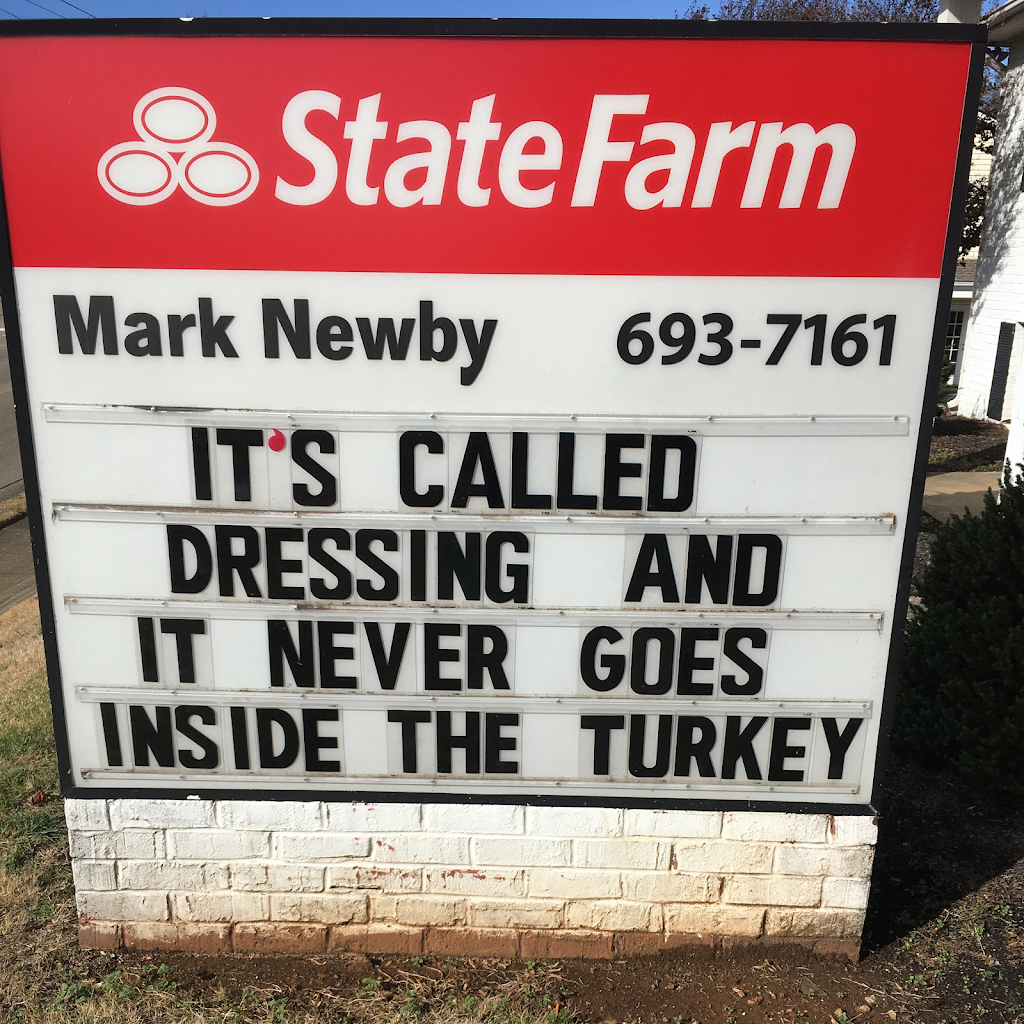 StateFarm
Mark Newby 693-7161
IT'S CALLED
DRESSING AND
IT NEVER GOES
INSIDE THE TURKEY